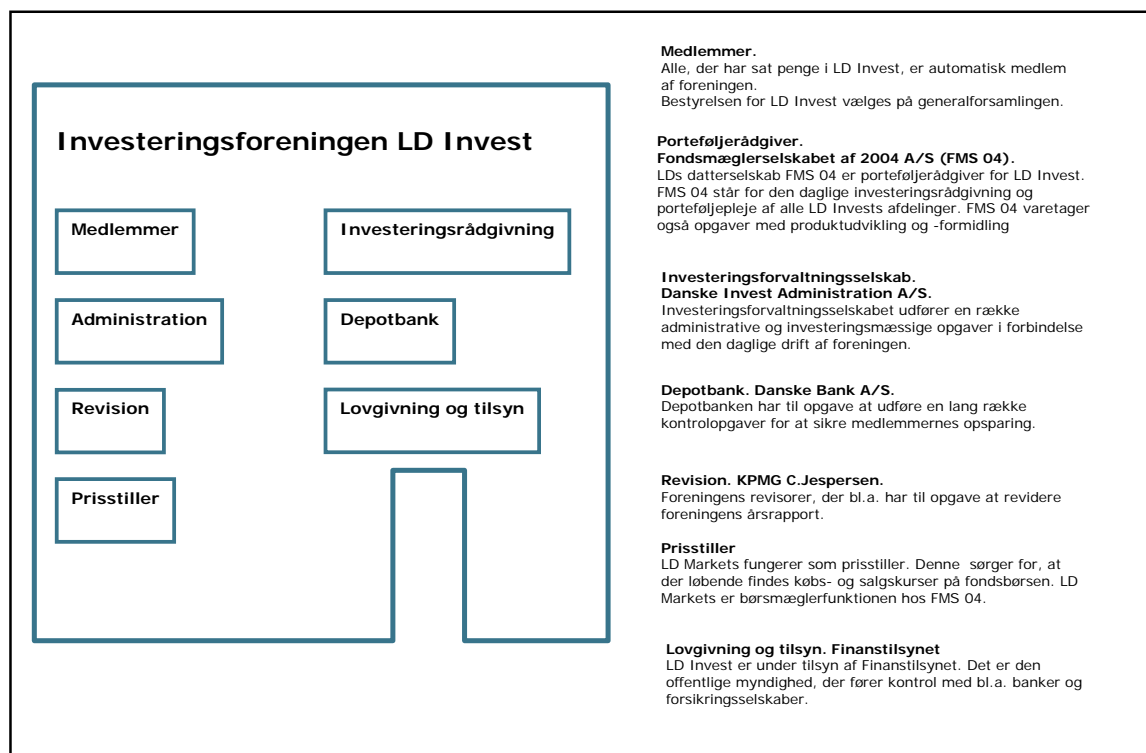 Investeringsforeningen LD Invest
Medlemmer
Investeringsrådgivning
Administration
Depotbank
Revision
Lovgivning og tilsyn
Prisstiller
Medlemmer.
Alle, der har sat penge i LD Invest, er automatisk medlem
af foreningen.
Bestyrelsen for LD Invest vælges på generalforsamlingen.
Porteføljerådgiver.
Fondsmæglerselskabet af 2004 A/S (FMS 04).
LDs datterselskab FMS 04 er porteføljerådgiver for LD Invest.
FMS 04 står for den daglige investeringsrådgivning og
porteføljepleje af alle LD Invests afdelinger. FMS 04 varetager
også opgaver med produktudvikling og -formidling
Investeringsforvaltningsselskab.
Danske Invest Administration A/S.
Investeringsforvaltningsselskabet udfører en række
administrative og investeringsmæssige opgaver i forbindelse
med den daglige drift af foreningen.
Depotbank. Danske Bank A/S.
Depotbanken har til opgave at udføre en lang række
kontrolopgaver for at sikre medlemmernes opsparing.
Revision. KPMG C.Jespersen.
Foreningens revisorer, der bl.a. har til opgave at revidere
foreningens årsrapport.
Prisstiller
LD Markets fungerer som prisstiller. Denne sørger for, at
der løbende findes købs- og salgskurser på fondsbørsen. LD
Markets er børsmæglerfunktionen hos FMS 04.
Lovgivning og tilsyn. Finanstilsynet
LD Invest er under tilsyn af Finanstilsynet. Det er den
offentlige myndighed, der fører kontrol med bl.a. banker og
forsikringsselskaber.